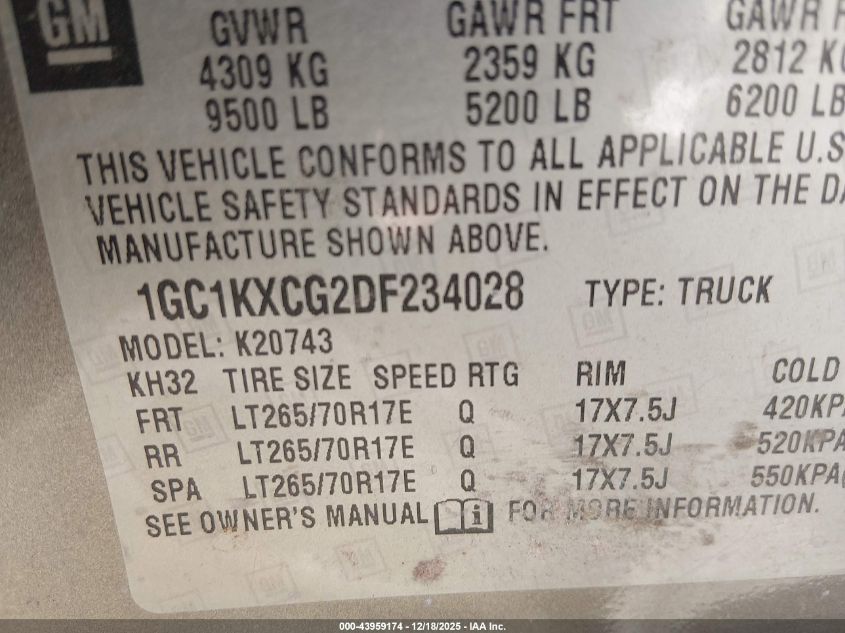 GM
GVWR GAWR FRT GAWR
4309 KG 2359 KG 2812 KG
9500 LB 5200 LB 6200 LB
THIS VEHICLE CONFORMS TO ALL APPLICABLE U.S
VEHICLE SAFETY STANDARDS IN EFFECT ON THE DA
MANUFACTURE SHOWN ABOVE.
1GC1KXCG2DF234028 TYPE: TRUCK
MODEL: K20743
KH32 TIRE SIZE SPEED RTG RIM COLD
FRT LT265/70R17E Q 17X7.5J 420KPA
RR LT265/70R17E Q 17X7.5J 520KPA
SPA LT265/70R17E Q 17X7.5J 550KPA(
SEE OWNER'S MANUAL i FOR MORE INFORMATION.
000-43959174 - 12/18/2025 - IAA Inc.